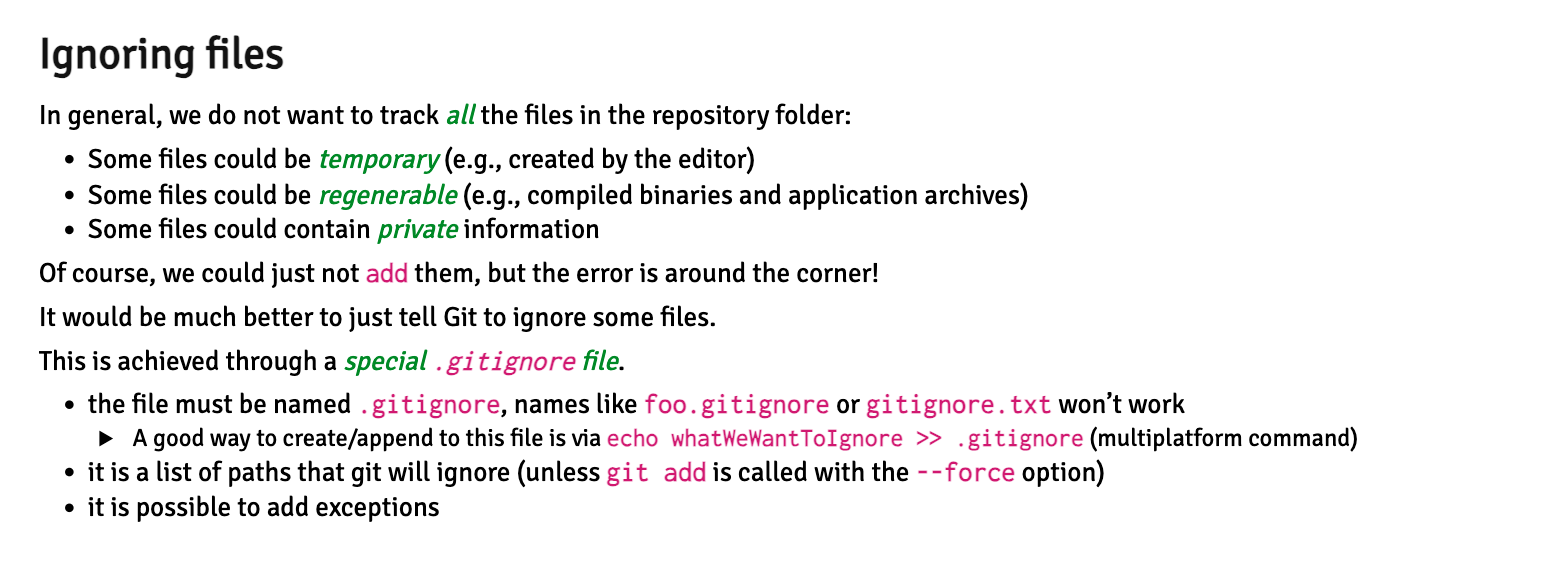 Ignoring files
In general, we do not want to track all the files in the repository folder:
• Some files could be temporary (e.g., created by the editor)
• Some files could be regenerable (e.g., compiled binaries and application archives)
• Some files could contain private information
Of course, we could just not add them, but the error is around the corner!
It would be much better to just tell Git to ignore some files.
This is achieved through a special .gitignore file.
• the file must be named .gitignore, names like foo.gitignore or gitignore.txt won’t work
▶ A good way to create/append to this file is via echo whatWeWantToIgnore >> .gitignore (multiplatform command)
• it is a list of paths that git will ignore (unless git add is called with the --force option)
• it is possible to add exceptions